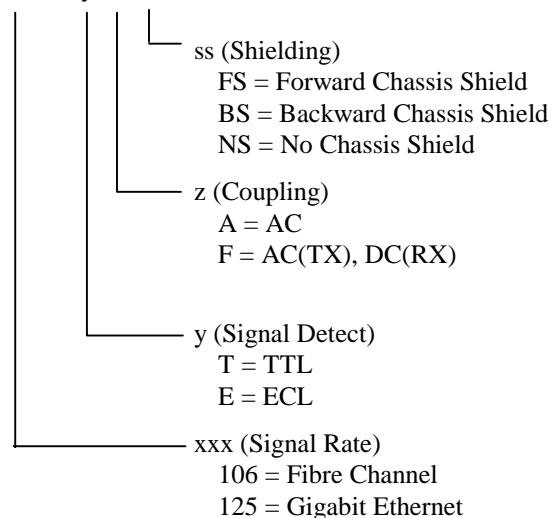 ss (Shielding)
FS = Forward Chassis Shield
BS = Backward Chassis Shield
NS = No Chassis Shield
z (Coupling)
A = AC
F = AC(TX), DC(RX)
y (Signal Detect)
T = TTL
E = ECL
xxx (Signal Rate)
106 = Fibre Channel
125 = Gigabit Ethernet